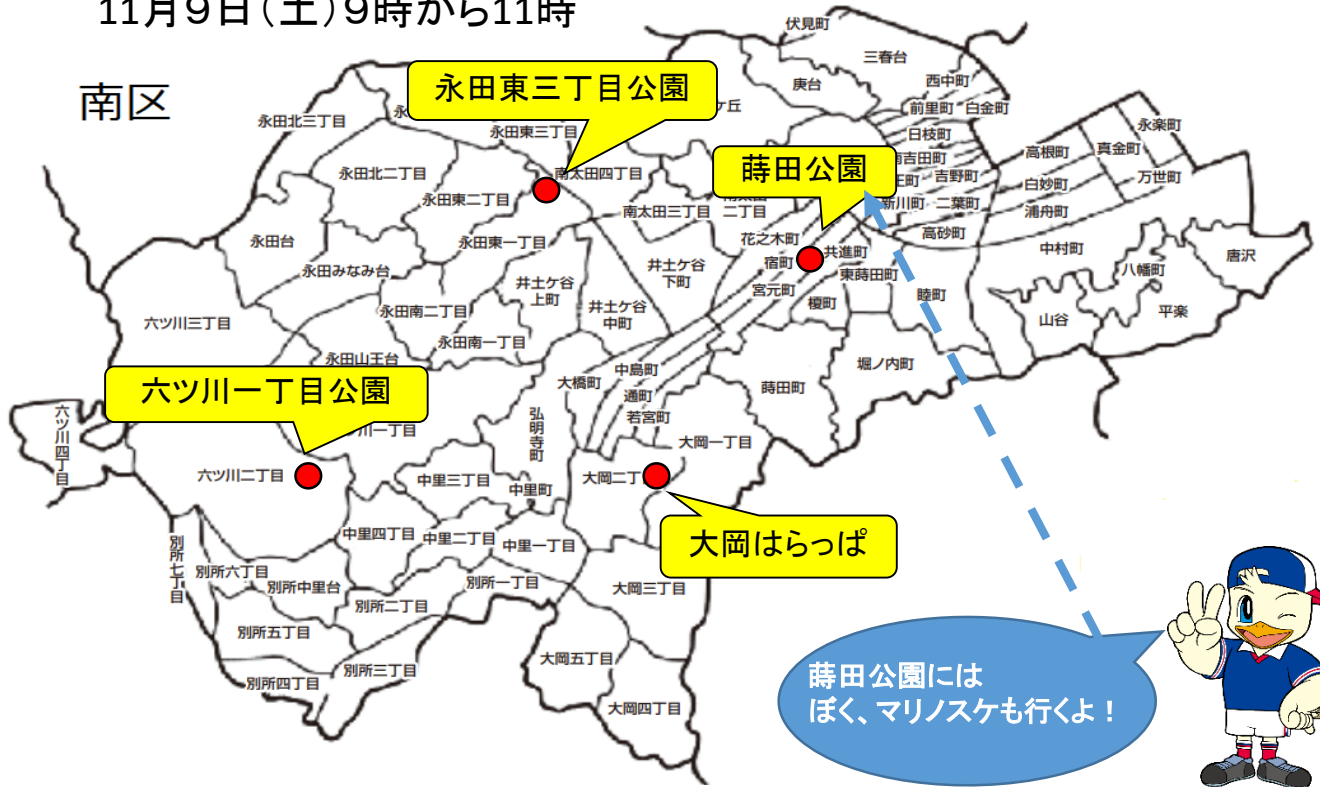 11月９日（土）９時から11時
南区
伏見町
三春台
庚台
西中町
前里町
白金町
日枝町
永楽町
真金町
高根町
万世町
吉野町
白妙町
二葉町
浦舟町
新川町
高砂町
中村町
唐沢
八幡町
平楽
山谷
永田東三丁目公園
永田北三丁目
永田東三丁目
ケ丘
南吉田町
王町
蒔田公園
永田北二丁目
南太田四丁目
永田東二丁目
南太田三丁目
二丁目
永田台
永田東一丁目
花之木町
共進町
宿町
東蒔田町
永田みなみ台
井土ケ谷
上町
井土ケ谷
下町
宮元町
榎町
睦町
六ツ川三丁目
永田南二丁目
井土ケ谷
中町
永田南一丁目
永田山王台
堀ノ内町
六ツ川一丁目公園
大橋町
中島町
蒔田町
通町
若宮町
六ツ川四丁目
川一丁目
弘明寺町
大岡一丁目
六ツ川二丁目
中里三丁目
中里町
大岡二丁
大岡はらっぱ
中里四丁目
中里二丁目
中里一丁目
別所七丁目
別所六丁目
別所中里台
別所一丁目
大岡三丁目
別所二丁目
別所五丁目
大岡五丁目
別所三丁目
別所四丁目
大岡四丁目
蒔田公園には
ぼく、マリノスケも行くよ！